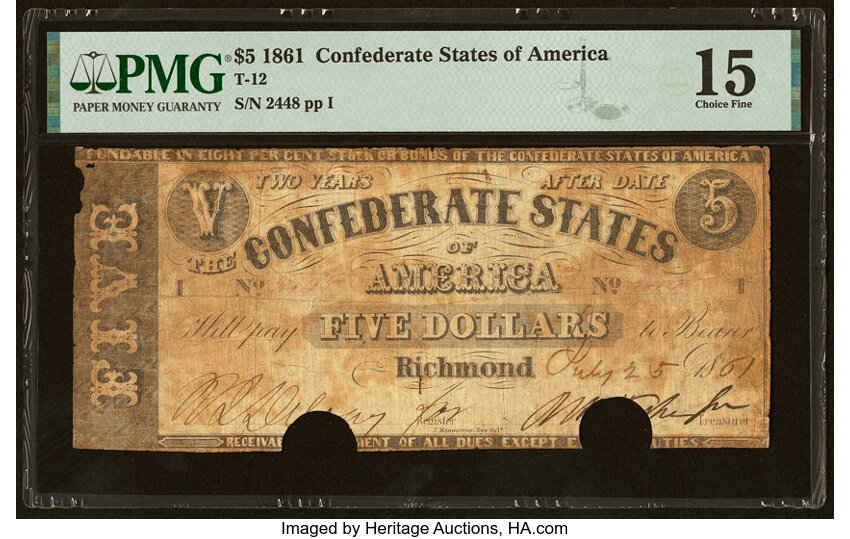 PMG
PAPER MONEY GUARANTY
$5 1861 Confederate States of America
T-12
S/N 2448 pp I
15
Choice Fine
FUNDABLE IN EIGHT PER CENT STOCK OR BONDS OF THE CONFEDERATE STATES OF AMERICA
FIVE
V
TWO YEARS AFTER DATE
5
THE CONFEDERATE STATES
OF
AMERICA
I No. No. I
Will pay FIVE DOLLARS to Bearer
Richmond July 25 1861
for Register
Treasurer
RECEIVA MENT OF ALL DUES EXCEPT E UTIES
Imaged by Heritage Auctions, HA.com